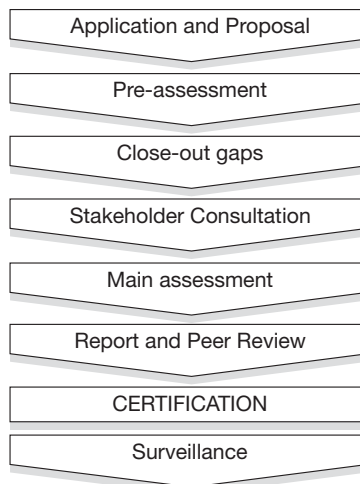 Application and Proposal
Pre-assessment
Close-out gaps
Stakeholder Consultation
Main assessment
Report and Peer Review
CERTIFICATION
Surveillance